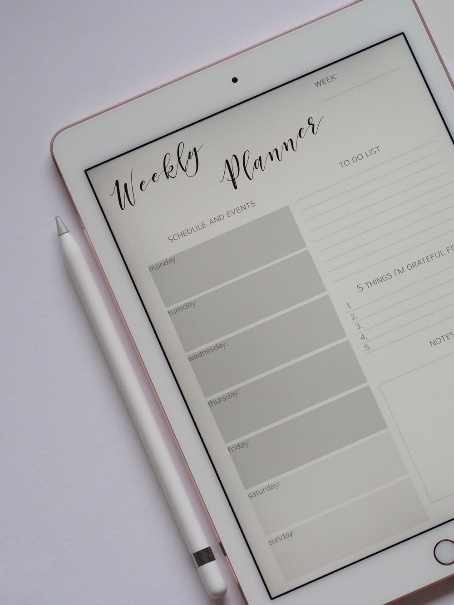 WEEK:
Weekly Planner
SCHEDULE AND EVENTS
monday
tuesday
wednesday
thursday
friday
saturday
sunday
TO DO LIST
5 THINGS I'M GRATEFUL FO
1.
2.
3.
4.
5.
NOTES